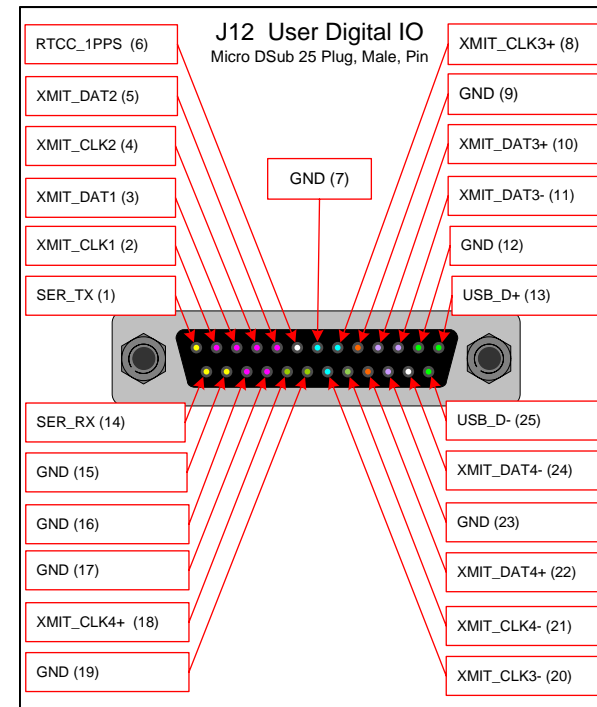 J12  User Digital IO
Micro DSub 25 Plug, Male, Pin
RTCC_1PPS  (6)
XMIT_DAT2 (5)
XMIT_CLK2 (4)
XMIT_DAT1 (3)
XMIT_CLK1 (2)
SER_TX (1)
GND (7)
XMIT_CLK3+ (8)
GND (9)
XMIT_DAT3+ (10)
XMIT_DAT3- (11)
GND (12)
USB_D+ (13)
SER_RX (14)
GND (15)
GND (16)
GND (17)
XMIT_CLK4+  (18)
GND (19)
USB_D- (25)
XMIT_DAT4- (24)
GND (23)
XMIT_DAT4+ (22)
XMIT_CLK4- (21)
XMIT_CLK3- (20)